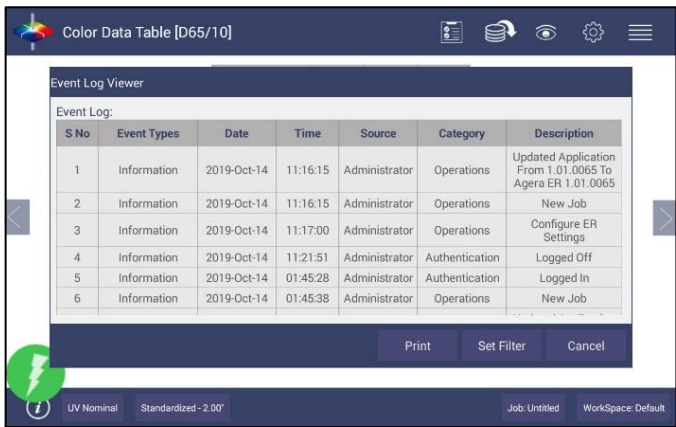 Color Data Table [D65/10]
Event Log Viewer
Event Log:
S No Event Types Date Time Source Category Description
1 Information 2019-Oct-14 11:16:15 Administrator Operations Updated Application From 1.01.0065 To Agera ER 1.01.0065
2 Information 2019-Oct-14 11:16:15 Administrator Operations New Job
3 Information 2019-Oct-14 11:17:00 Administrator Operations Configure ER Settings
4 Information 2019-Oct-14 11:21:51 Administrator Authentication Logged Off
5 Information 2019-Oct-14 01:45:28 Administrator Authentication Logged In
6 Information 2019-Oct-14 01:45:38 Administrator Operations New Job
Print Set Filter Cancel
i UV Nominal Standardized - 2.00" Job: Untitled WorkSpace: Default